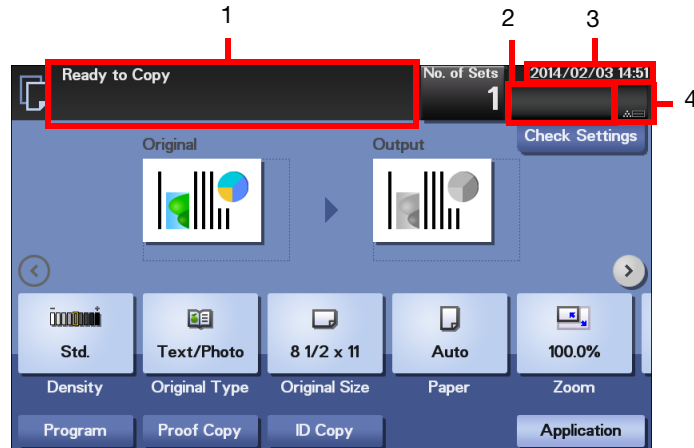 1
2
3
4
Ready to Copy
No. of Sets
1
2014/02/03 14:51
Check Settings
Original
Output
Std.
Text/Photo
8 1/2 x 11
Auto
100.0%
Density
Original Type
Original Size
Paper
Zoom
Program
Proof Copy
ID Copy
Application